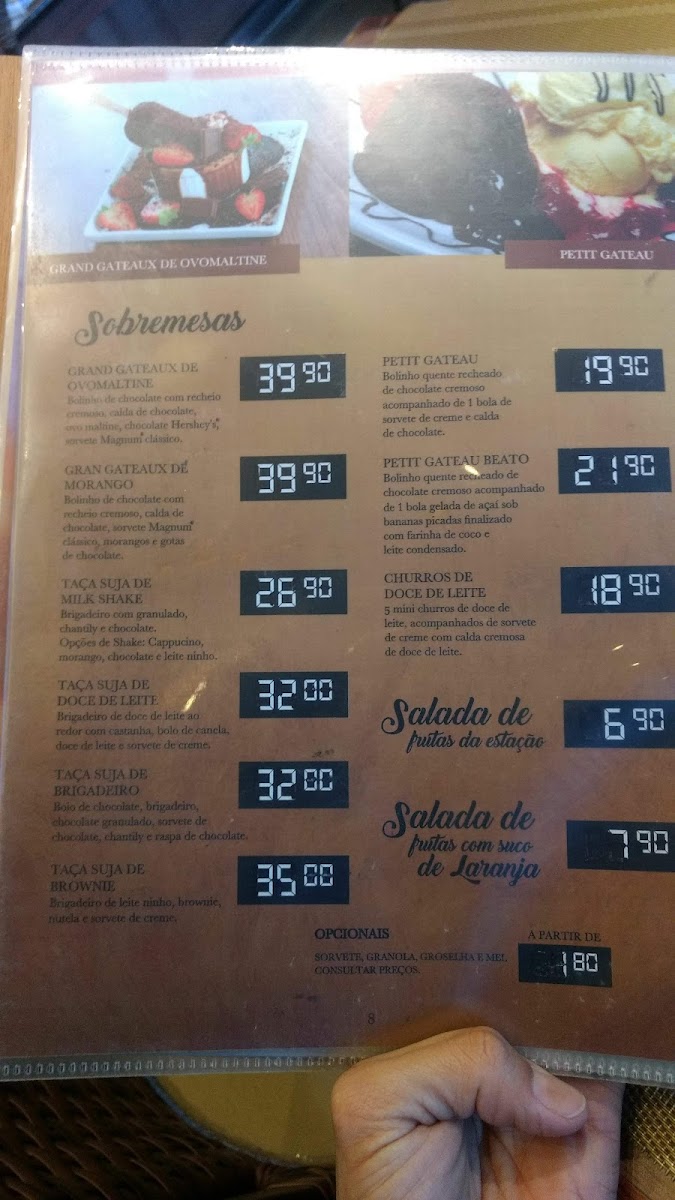 GRAND GATEAUX DE OVOMALTINE
PETIT GATEAU
Sobremesas
GRAND GATEAUX DE
OVOMALTINE
39 90
Bolinho de chocolate com recheio
cremoso, calda de chocolate,
ovo maltine, chocolate Hershey's,
sorvete Magnum clássico.
GRAN GATEAUX DE
MORANGO
39 90
Bolinho de chocolate com
recheio cremoso, calda de
chocolate, sorvete Magnum
clássico, morangos e gotas
de chocolate.
TAÇA SUJA DE
MILK SHAKE
26 90
Brigadeiro com granulado,
chantily e chocolate.
Opções de Shake: Cappucino,
morango, chocolate e leite ninho.
TAÇA SUJA DE
DOCE DE LEITE
32 00
Brigadeiro de doce de leite ao
redor com castanha, bolo de canela,
doce de leite e sorvete de creme.
TAÇA SUJA DE
BRIGADEIRO
32 00
Bolo de chocolate, brigadeiro,
chocolate granulado, sorvete de
chocolate, chantily e raspa de chocolate.
TAÇA SUJA DE
BROWNIE
35 00
Brigadeiro de leite ninho, brownie,
nutela e sorvete de creme.
PETIT GATEAU
19 90
Bolinho quente recheado
de chocolate cremoso
acompanhado de 1 bola de
sorvete de creme e calda
de chocolate.
PETIT GATEAU BEATO
21 90
Bolinho quente recheado de
chocolate cremoso acompanhado
de 1 bola gelada de açaí sob
bananas picadas finalizado
com farinha de coco e
leite condensado.
CHURROS DE
DOCE DE LEITE
18 90
5 mini churros de doce de
leite, acompanhados de sorvete
de creme com calda cremosa
de doce de leite.
Salada de
frutas da estação
6 90
Salada de
frutas com suco
de Laranja
7 90
OPCIONAIS
SORVETE, GRANOLA, GROSELHA E MEL
CONSULTAR PREÇOS.
A PARTIR DE
1 80
8